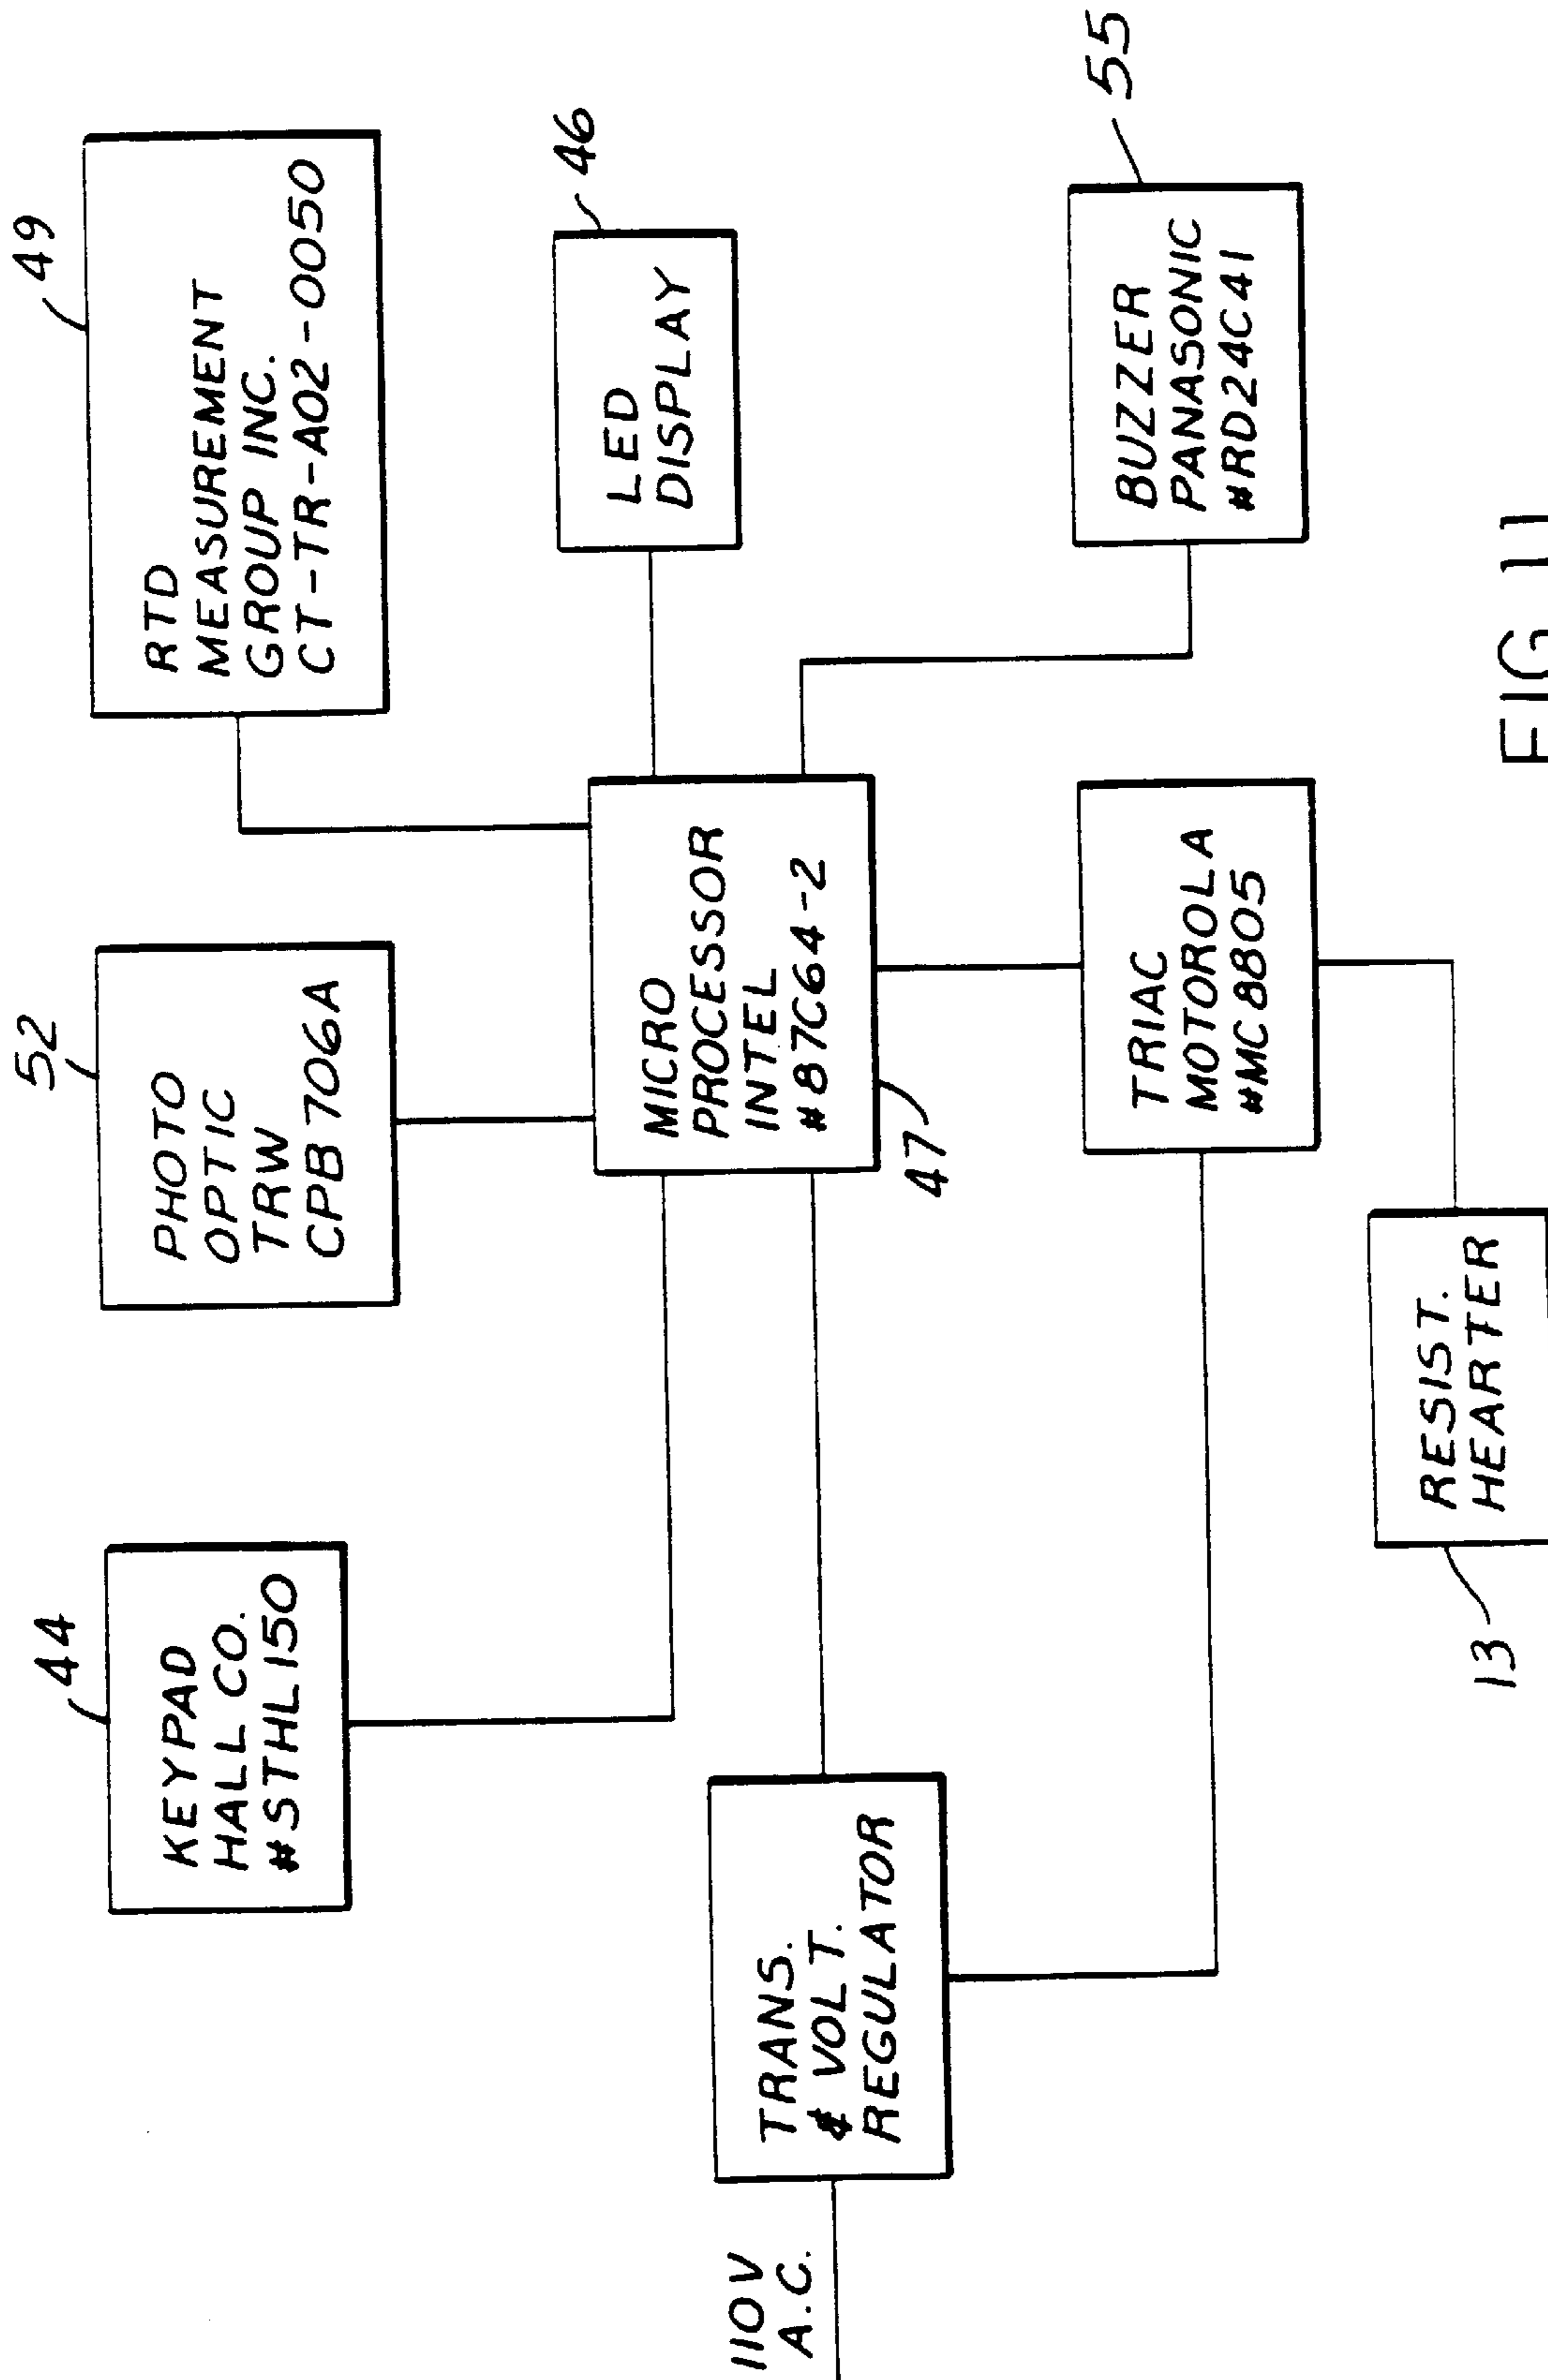 49
RTD
MEASUREMENT
GROUP INC.
CT-TR-A02-0050
52
PHOTO
OPTIC
TRW
CPB 706A
44
KEYPAD
HALL CO.
#STHL150
46
LED
DISPLAY
MICRO
PROCESSOR
INTEL
#87C64-2
47
TRANS.
& VOLT.
REGULATOR
110V
A.C.
55
BUZZER
PANASONIC
#RD24C41
TRIAC
MOTOROLA
#MC8805
RESIST.
HEARTER
13
FIG. 11